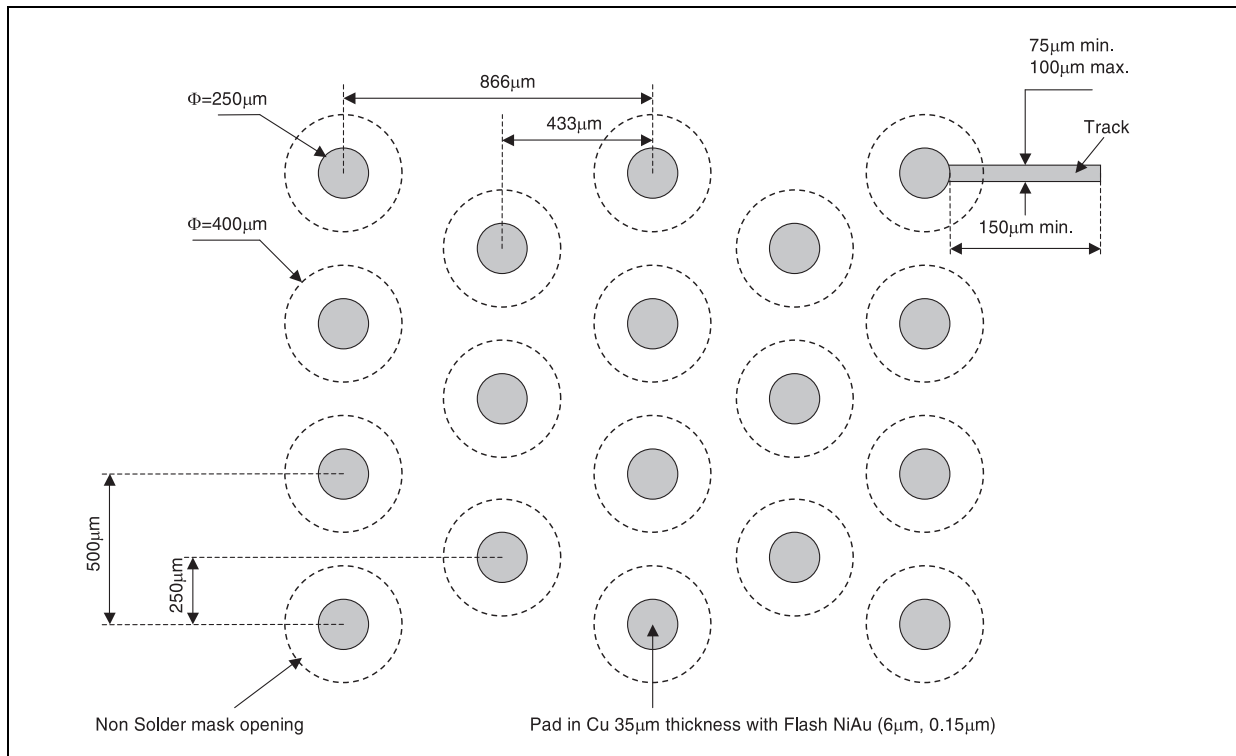 75μm min.
100μm max.
866μm
Φ=250μm
433μm
Track
Φ=400μm
150μm min.
500μm
250μm
Non Solder mask opening
Pad in Cu 35μm thickness with Flash NiAu (6μm, 0.15μm)